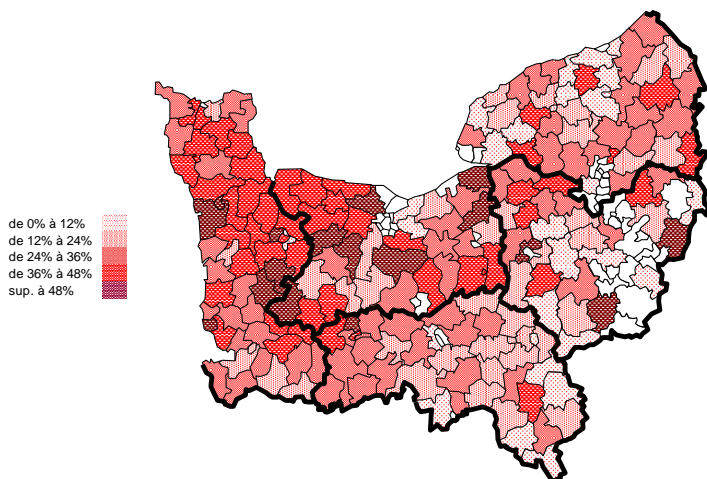 de 0% à 12%
de 12% à 24%
de 24% à 36%
de 36% à 48%
sup. à 48%